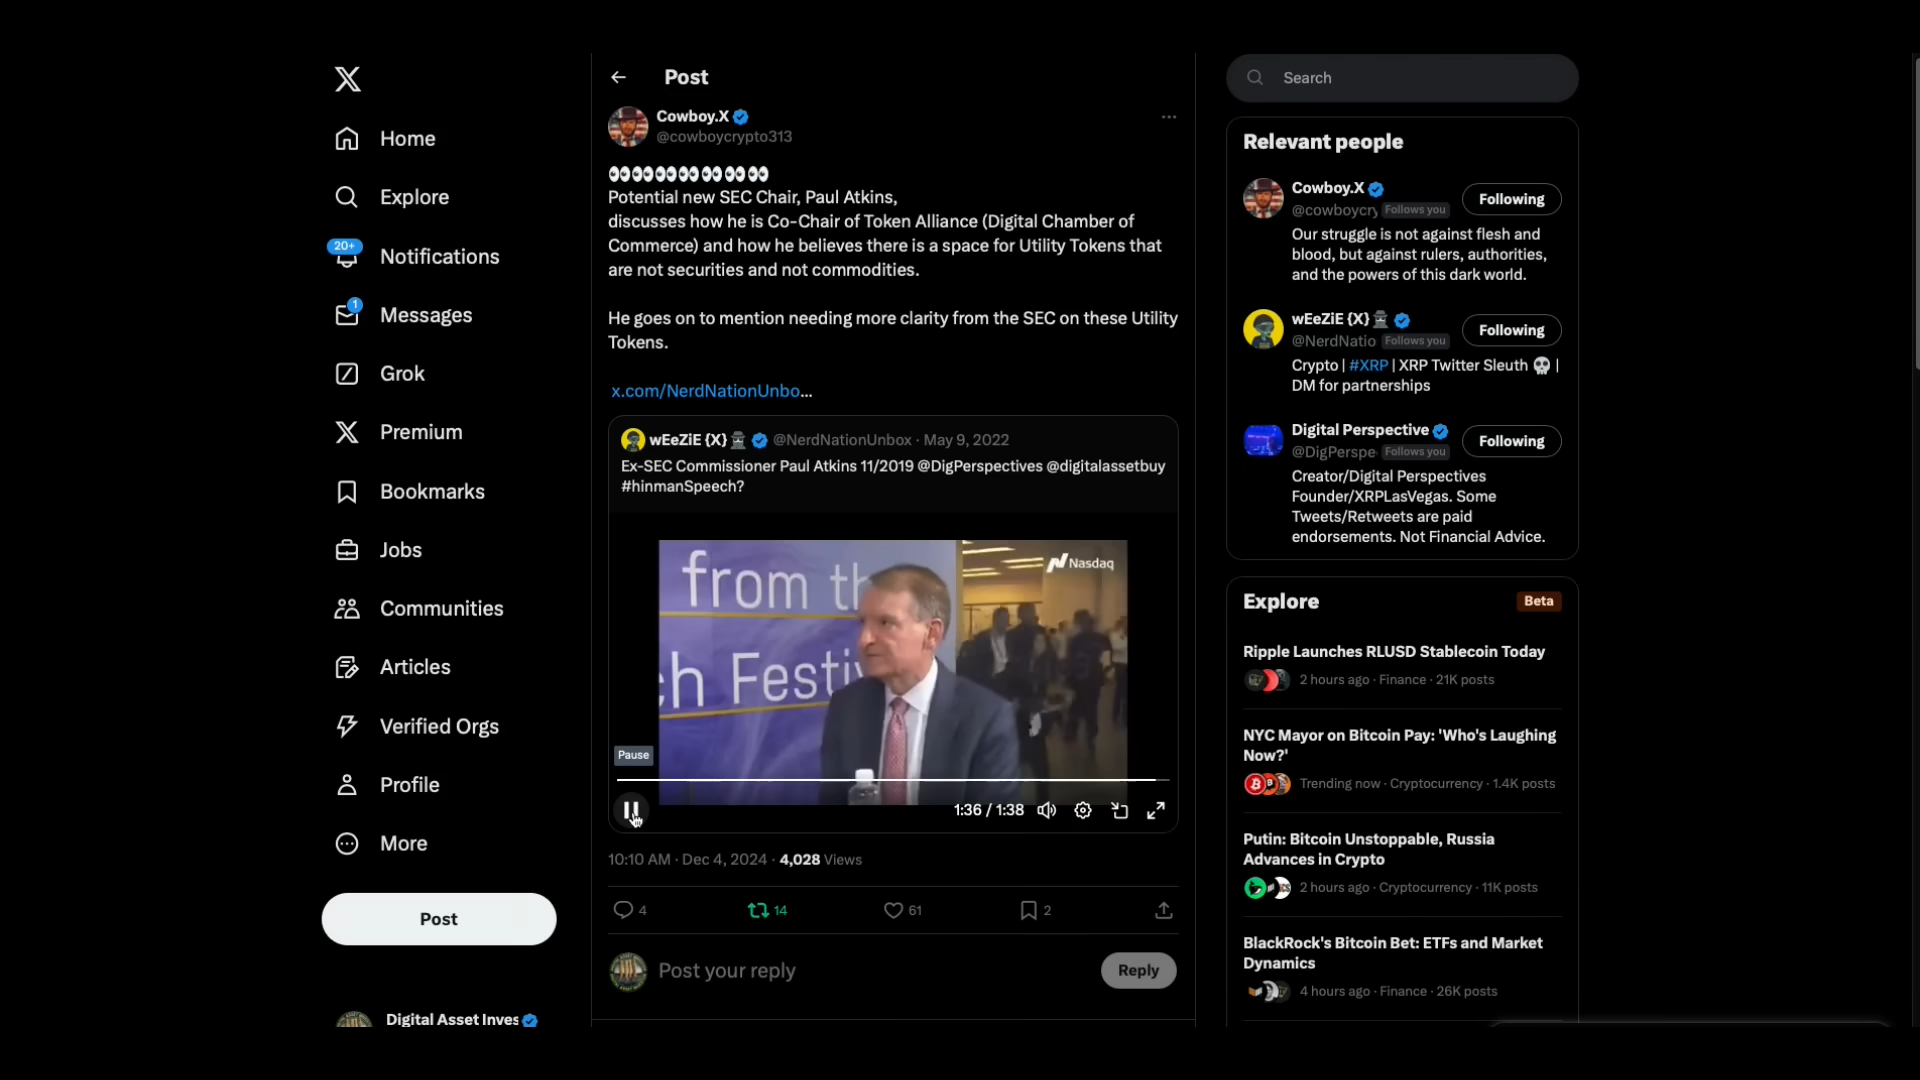 Home
Explore
20+
Notifications
1
Messages
Grok
Premium
Bookmarks
Jobs
Communities
Articles
Verified Orgs
Profile
More
Post
Digital Asset Inves
Post
Cowboy.X
@cowboycrypto313
Potential new SEC Chair, Paul Atkins,
discusses how he is Co-Chair of Token Alliance (Digital Chamber of
Commerce) and how he believes there is a space for Utility Tokens that
are not securities and not commodities.
He goes on to mention needing more clarity from the SEC on these Utility
Tokens.
x.com/NerdNationUnbo…
wEeZiE {X} @NerdNationUnbox · May 9, 2022
Ex-SEC Commissioner Paul Atkins 11/2019 @DigPerspectives @digitalassetbuy
#hinmanSpeech?
from th
Nasdaq
ch Festiv
Pause
1:36 / 1:38
10:10 AM · Dec 4, 2024 · 4,028 Views
4
14
61
2
Post your reply
Reply
Search
Relevant people
Cowboy.X
@cowboycry Follows you
Following
Our struggle is not against flesh and
blood, but against rulers, authorities,
and the powers of this dark world.
wEeZiE {X}
@NerdNatio Follows you
Following
Crypto | #XRP | XRP Twitter Sleuth |
DM for partnerships
Digital Perspective
@DigPerspe Follows you
Following
Creator/Digital Perspectives
Founder/XRPLasVegas. Some
Tweets/Retweets are paid
endorsements. Not Financial Advice.
Explore
Beta
Ripple Launches RLUSD Stablecoin Today
2 hours ago · Finance · 21K posts
NYC Mayor on Bitcoin Pay: 'Who's Laughing
Now?'
Trending now · Cryptocurrency · 1.4K posts
Putin: Bitcoin Unstoppable, Russia
Advances in Crypto
2 hours ago · Cryptocurrency · 11K posts
BlackRock's Bitcoin Bet: ETFs and Market
Dynamics
4 hours ago · Finance · 26K posts